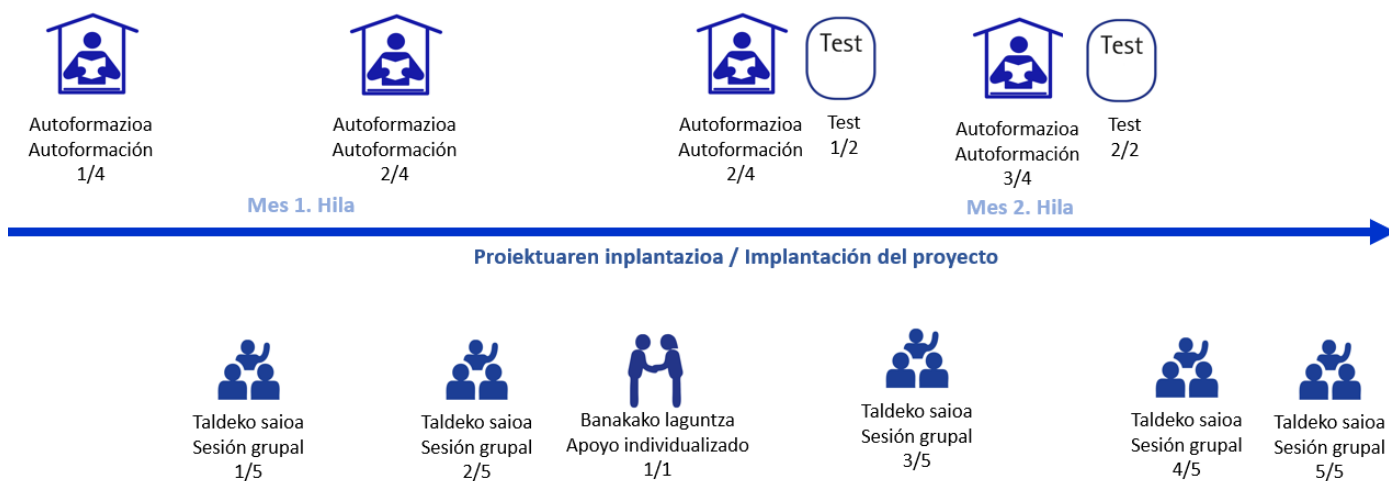 Autoformazioa
Autoformación
1/4
Autoformazioa
Autoformación
2/4
Autoformazioa
Autoformación
2/4
Test
Test
1/2
Autoformazioa
Autoformación
3/4
Test
Test
2/2
Mes 1. Hila
Mes 2. Hila
Proiektuaren inplantazioa / Implantación del proyecto
Taldeko saioa
Sesión grupal
1/5
Taldeko saioa
Sesión grupal
2/5
Banakako laguntza
Apoyo individualizado
1/1
Taldeko saioa
Sesión grupal
3/5
Taldeko saioa
Sesión grupal
4/5
Taldeko saioa
Sesión grupal
5/5